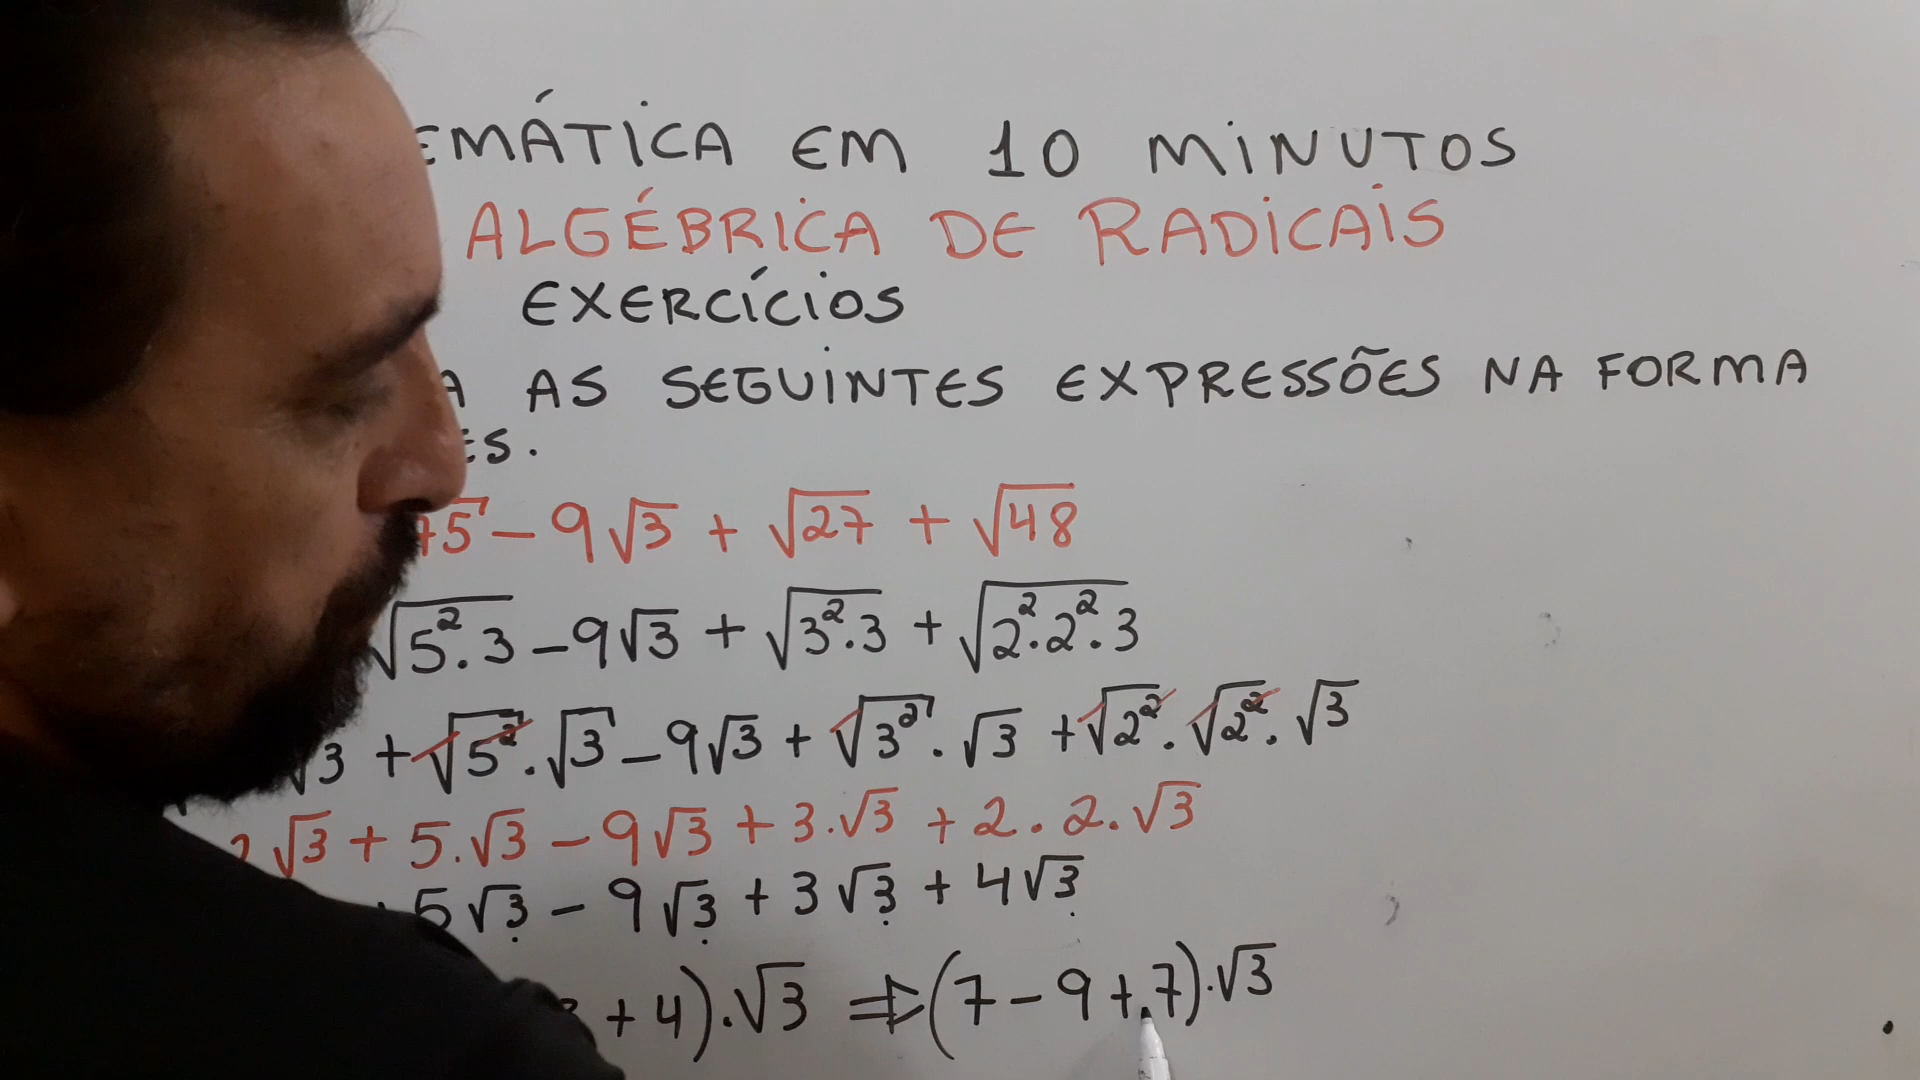 EM 10 MINUTOS
ALGÉBRICA DE RADICAIS
EXERCÍCIOS
AS SEGUINTES EXPRESSÕES NA FORMA
- 9√3 + √27 + √48
√5².3 - 9√3 + √3².3 + √2².2².3
√3 + √5².√3 - 9√3 + √3².√3 + √2².√2².√3
√3 + 5.√3 - 9√3 + 3.√3 + 2.2.√3
5√3 - 9√3 + 3√3 + 4√3
+ 4).√3 ⇒ (7 - 9 + 7).√3